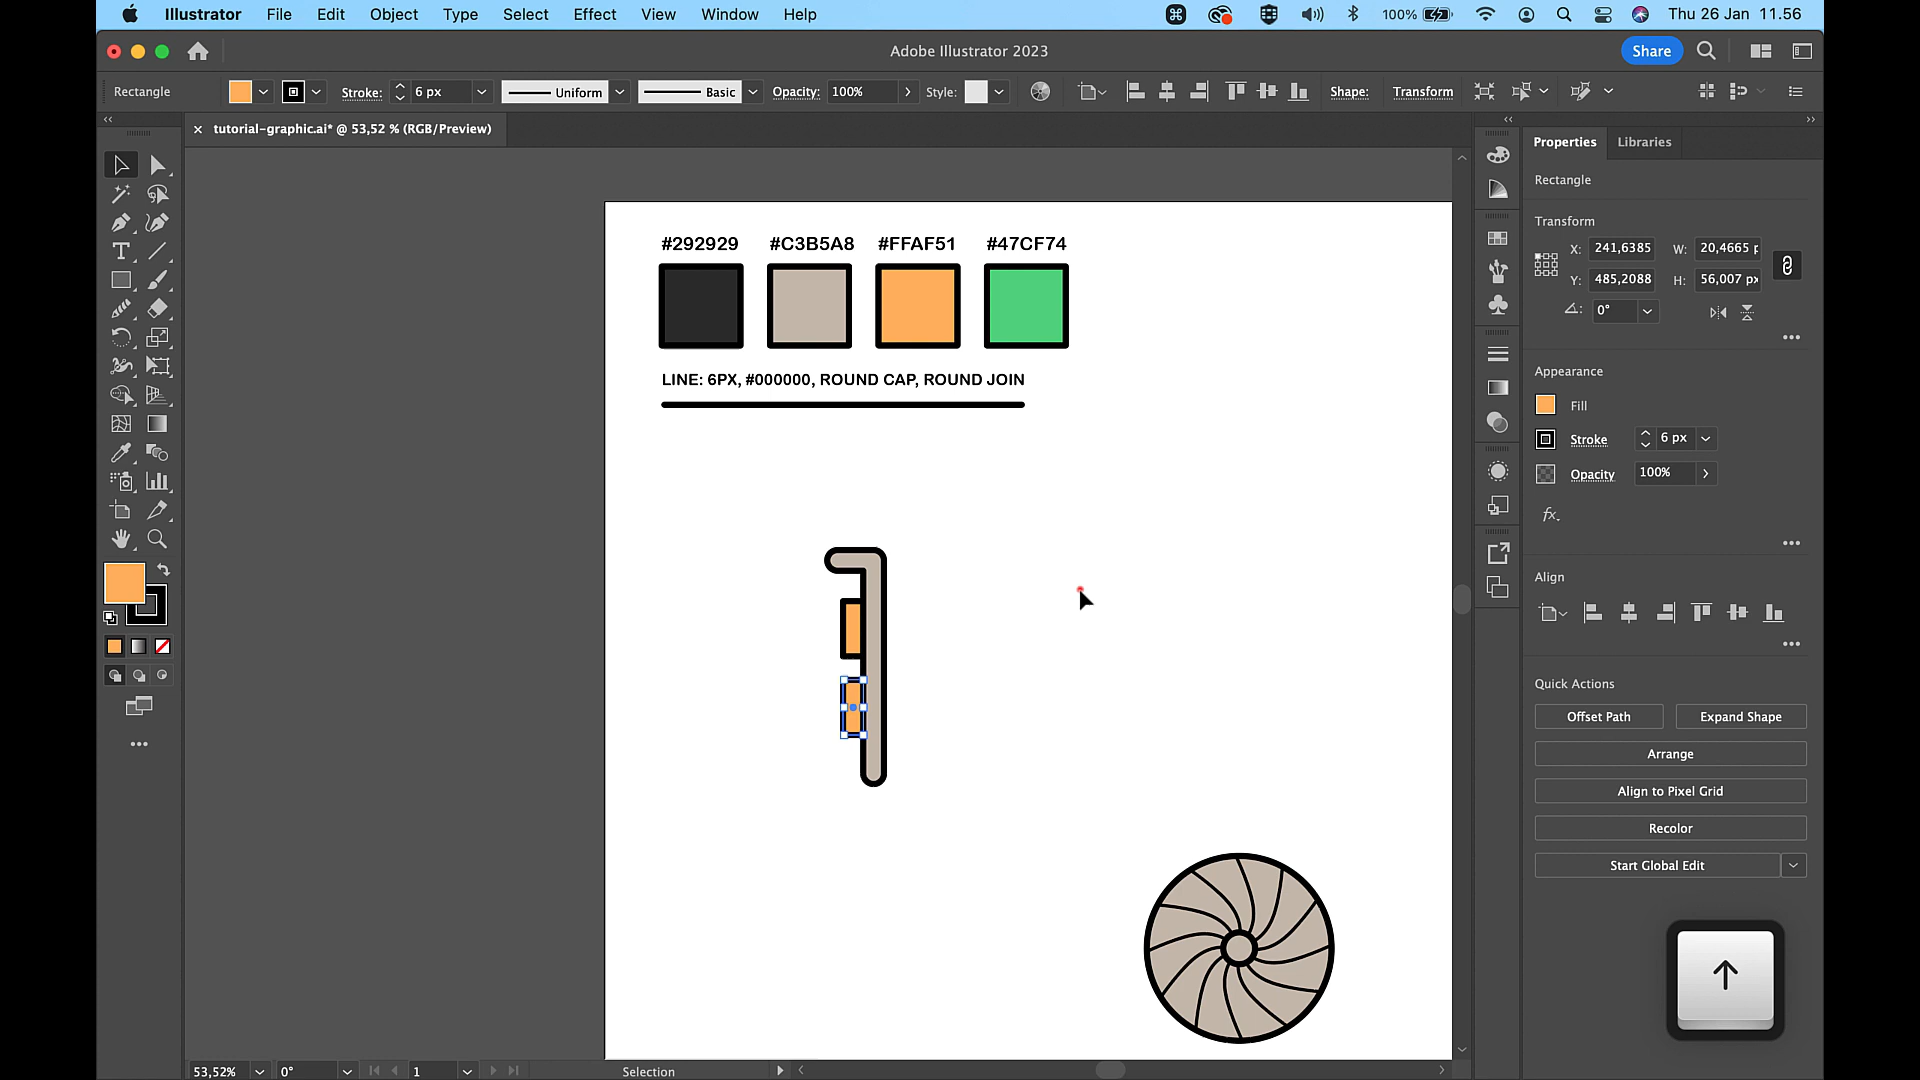 Illustrator File Edit Object Type Select Effect View Window Help 100% Thu 26 Jan 11.56
Adobe Illustrator 2023 Share
Rectangle Stroke: 6 px Uniform Basic Opacity: 100% Style: Shape: Transform
tutorial-graphic.ai* @ 53,52 % (RGB/Preview)
Properties Libraries
Rectangle
Transform
X: 241,6385 W: 20,4665 p
Y: 485,2088 H: 56,007 px
0°
Appearance
Fill
Stroke 6 px
Opacity 100%
fx
Align
Quick Actions
Offset Path Expand Shape
Arrange
Align to Pixel Grid
Recolor
Start Global Edit
#292929 #C3B5A8 #FFAF51 #47CF74
LINE: 6PX, #000000, ROUND CAP, ROUND JOIN
53,52% 0° 1 Selection